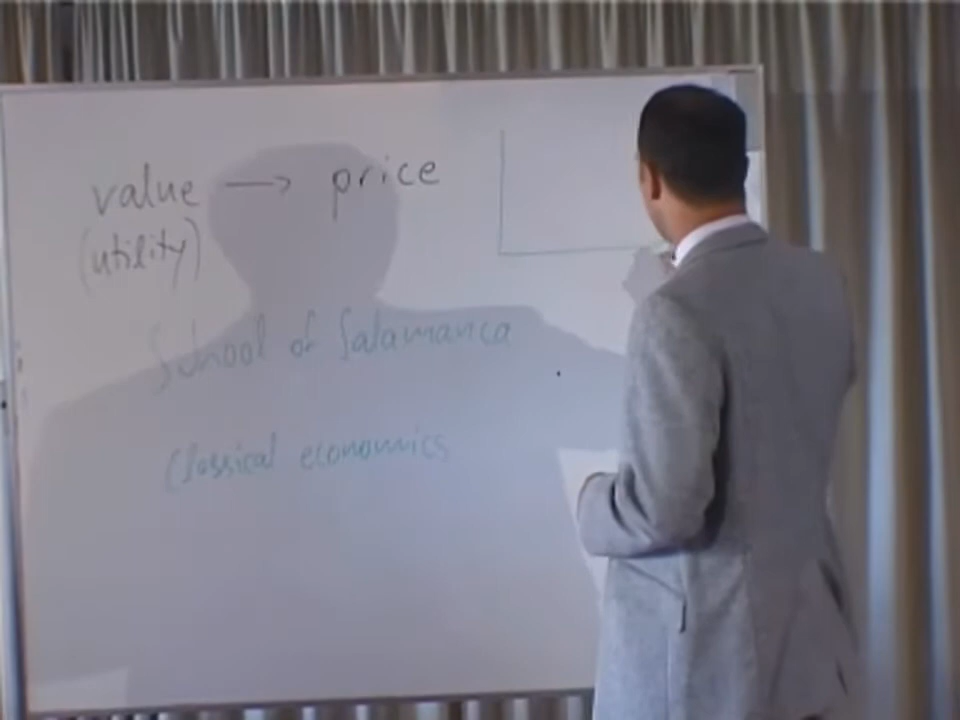 value → price
(utility)
School of Salamanca
Classical economics